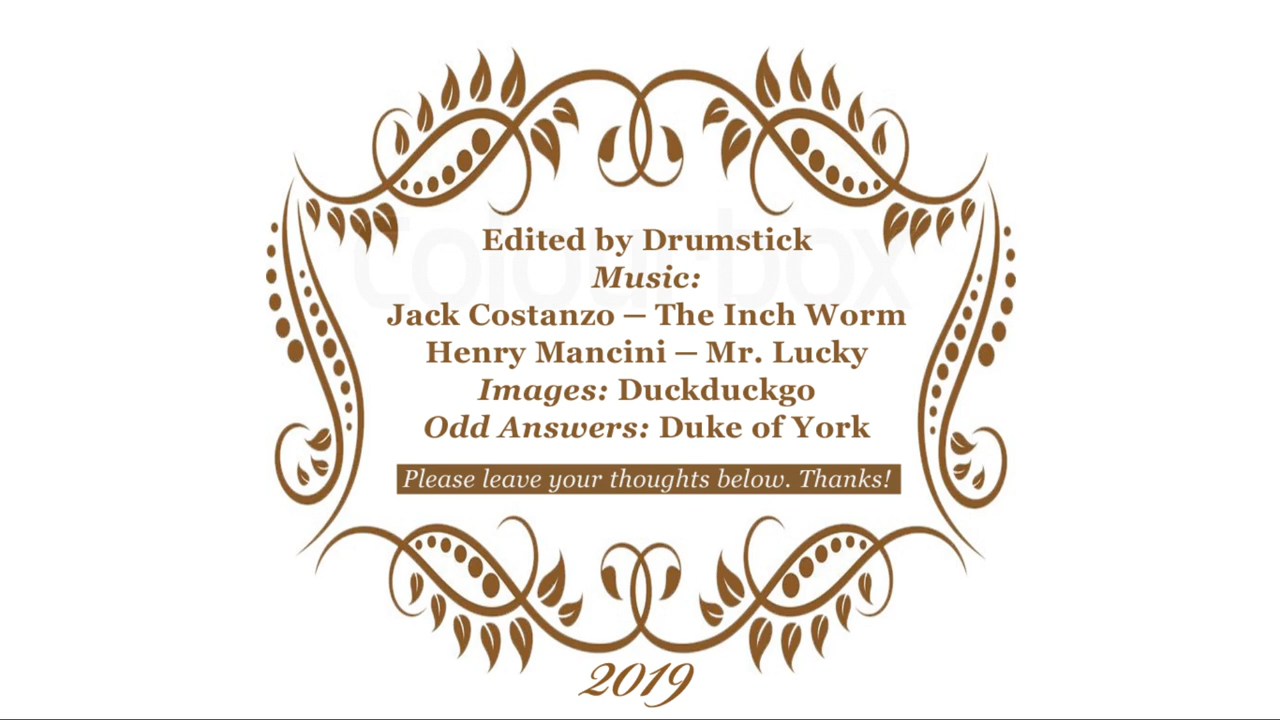 colourbox
Edited by Drumstick
Music:
Jack Costanzo — The Inch Worm
Henry Mancini — Mr. Lucky
Images: Duckduckgo
Odd Answers: Duke of York
Please leave your thoughts below. Thanks!
2019